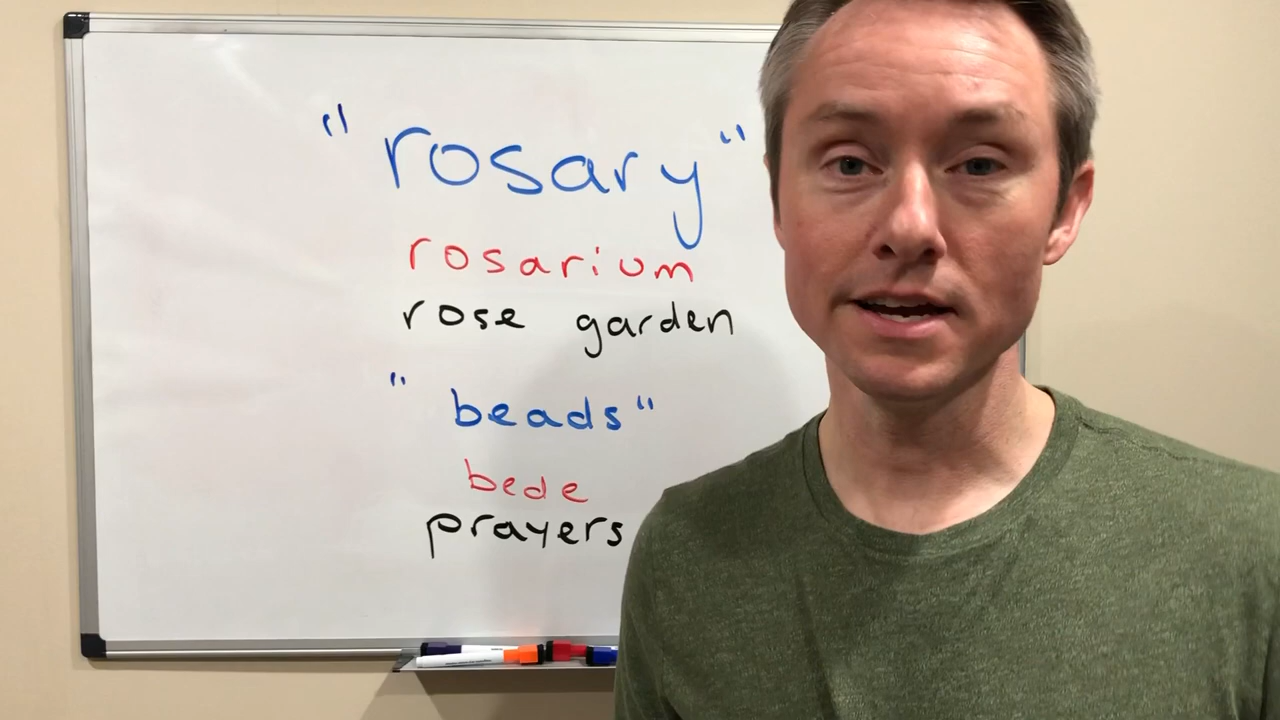 "rosary"
rosarium
rose garden
"beads"
bede
prayers